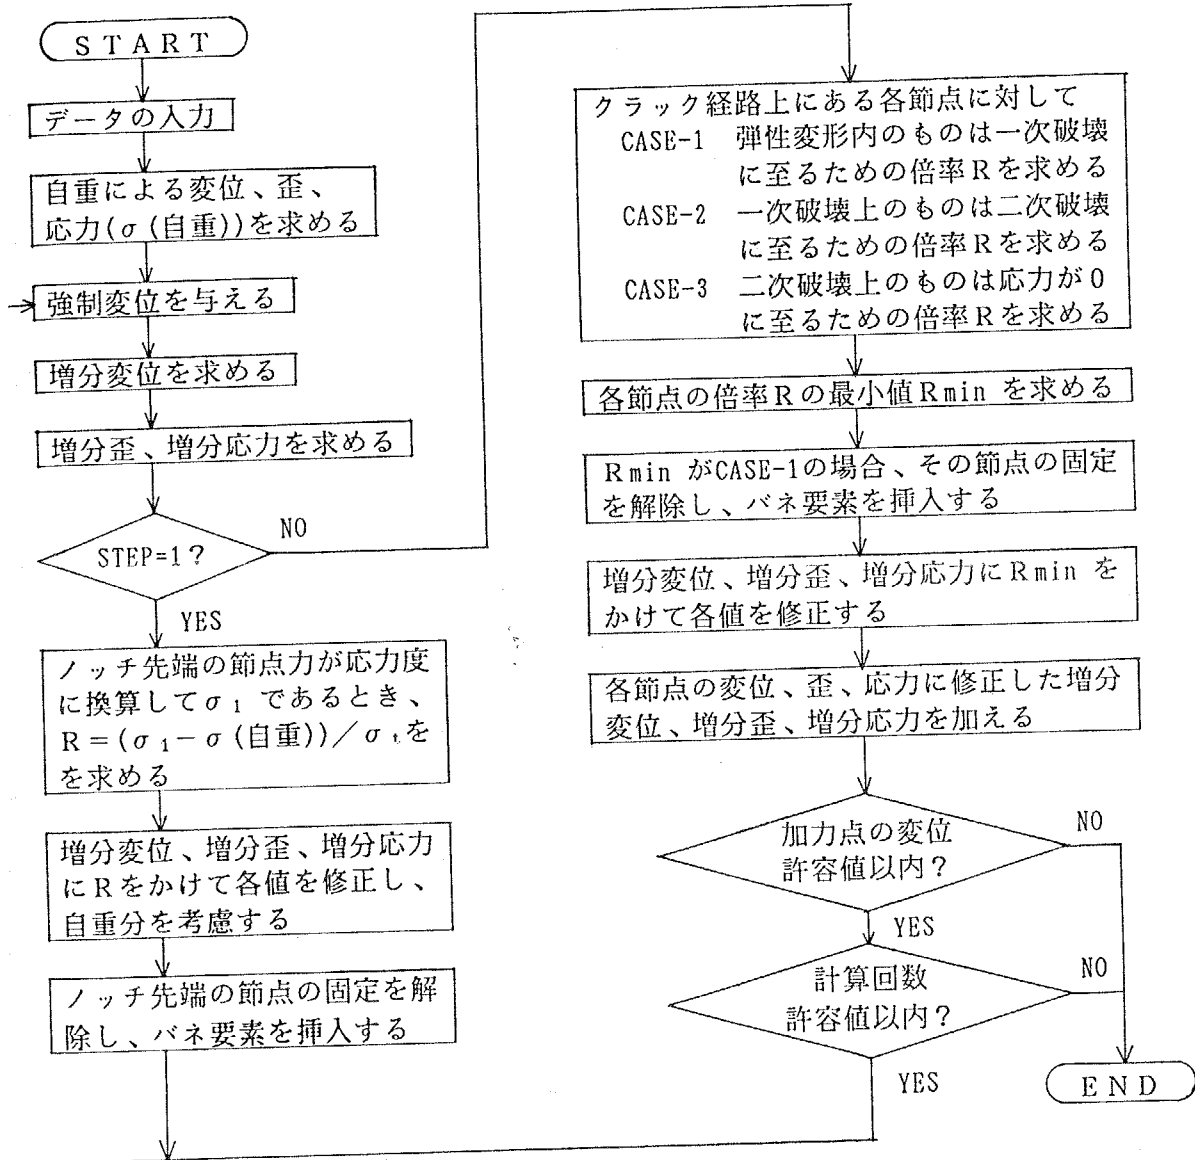 START
データの入力
自重による変位、歪、
応力(σ(自重))を求める
強制変位を与える
増分変位を求める
増分歪、増分応力を求める
STEP=1?
NO
YES
ノッチ先端の節点力が応力度
に換算してσ₁であるとき、
R=(σ₁-σ(自重))/σₜを
を求める
増分変位、増分歪、増分応力
にRをかけて各値を修正し、
自重分を考慮する
ノッチ先端の節点の固定を解
除し、バネ要素を挿入する
クラック経路上にある各節点に対して
CASE-1 弾性変形内のものは一次破壊
に至るための倍率Rを求める
CASE-2 一次破壊上のものは二次破壊
に至るための倍率Rを求める
CASE-3 二次破壊上のものは応力が0
に至るための倍率Rを求める
各節点の倍率Rの最小値Rmin を求める
Rmin がCASE-1の場合、その節点の固定
を解除し、バネ要素を挿入する
増分変位、増分歪、増分応力にRmin を
かけて各値を修正する
各節点の変位、歪、応力に修正した増分
変位、増分歪、増分応力を加える
加力点の変位
許容値以内?
NO
YES
計算回数
許容値以内?
NO
YES
END